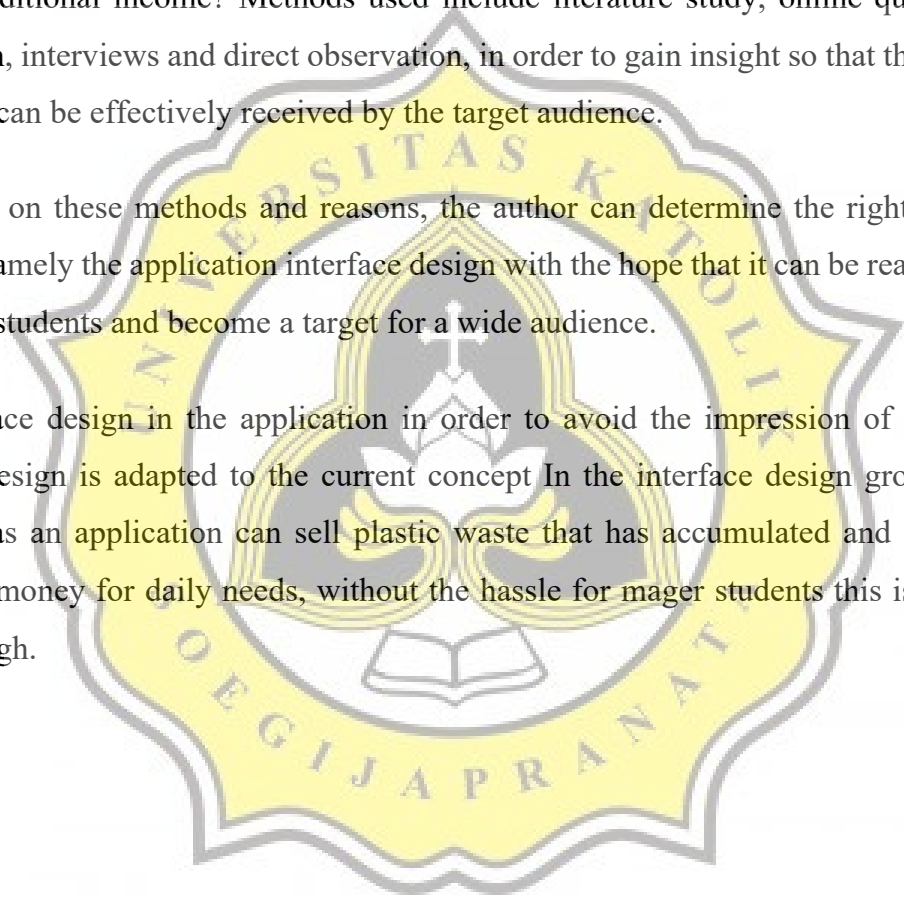 ditional income? Methods used include literature study, online qu
, interviews and direct observation, in order to gain insight so that th
can be effectively received by the target audience.
on these methods and reasons, the author can determine the right
amely the application interface design with the hope that it can be rea
students and become a target for a wide audience.
ace design in the application in order to avoid the impression of
esign is adapted to the current concept In the interface design gro
as an application can sell plastic waste that has accumulated and
money for daily needs, without the hassle for mager students this is
gh.
UNIVERSITAS KATOLIK
SOEGIJAPRANATA